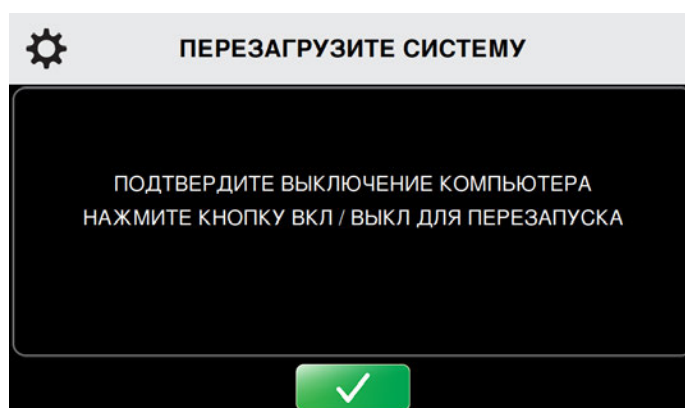 ПЕРЕЗАГРУЗИТЕ СИСТЕМУ
ПОДТВЕРДИТЕ ВЫКЛЮЧЕНИЕ КОМПЬЮТЕРА
НАЖМИТЕ КНОПКУ ВКЛ / ВЫКЛ ДЛЯ ПЕРЕЗАПУСКА